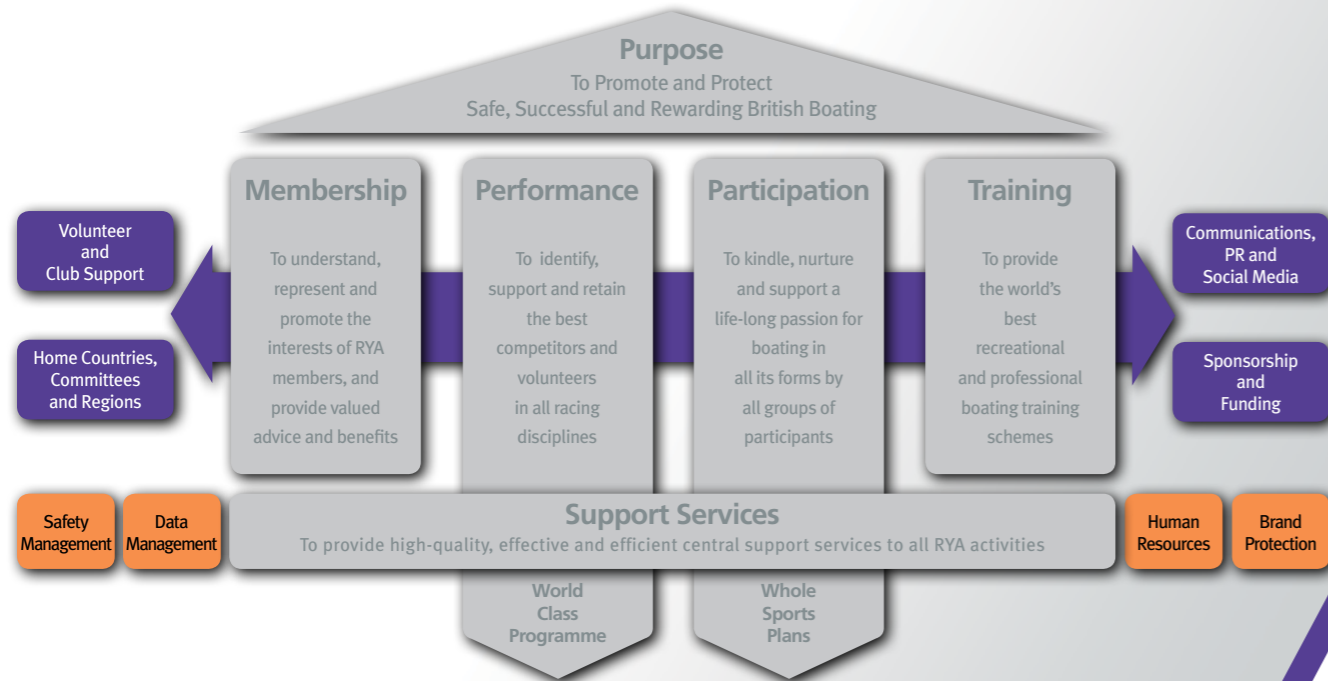 Purpose
To Promote and Protect
Safe, Successful and Rewarding British Boating
Membership
To understand,
represent and
promote the
interests of RYA
members, and
provide valued
advice and benefits
Performance
To identify,
support and retain
the best
competitors and
volunteers
in all racing
disciplines
Participation
To kindle, nurture
and support a
life-long passion for
boating in
all its forms by
all groups of
participants
Training
To provide
the world's
best
recreational
and professional
boating training
schemes
Volunteer
and
Club Support
Home Countries,
Committees
and Regions
Communications,
PR and
Social Media
Sponsorship
and
Funding
Safety
Management
Data
Management
Support Services
To provide high-quality, effective and efficient central support services to all RYA activities
Human
Resources
Brand
Protection
World
Class
Programme
Whole
Sports
Plans